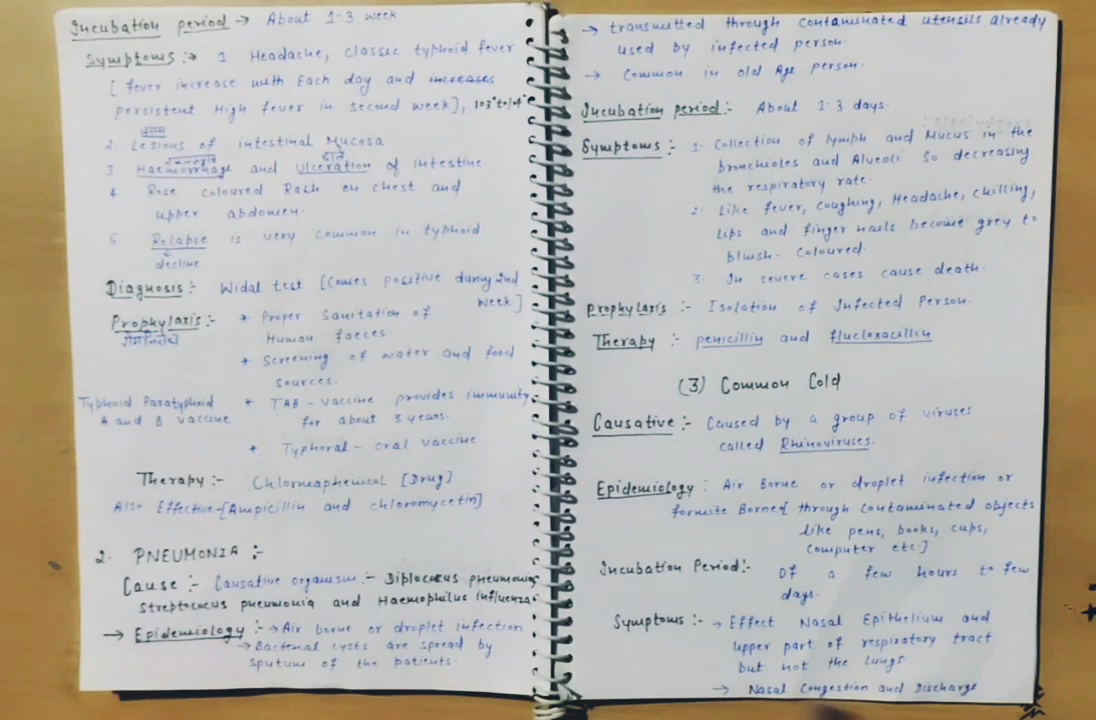 Incubation period → About 1-3 week
Symptoms :→ 1 Headache, classic typhoid fever
[ fever increase with Each day and increases
persistent High fever in second week],
2. Lesions of intestinal Mucosa
3. Haemorrhage and Ulceration of intestine
4. Rose coloured Rash on chest and
upper abdomen.
5. Relapse is very common in typhoid
decline
Diagnosis :- Widal test [Comes positive during 2nd
Week.]
Prophylaxis :- * Proper Sanitation of
Human faeces.
* Screening of water and food
sources.
Typhoid Paratyphoid
A and B vaccine
* TAB - Vaccine provides immunity
for about 3 years.
* Typhoral - oral vaccine
Therapy :- [Drug]
Also Effective-[Ampicillin and chloromycetin]
2. PNEUMONIA :-
Cause :- Causative organism :- Diplococus pneumonia,
Streptococus pneumonia and Haemophilus influenza.
→ Epidemiology :- → Air borne or droplet Infection
→ Bacterial cysts are spread by
sputum of the patients.
→ transmitted through contaminated utensils already
used by infected person.
→ Common in old Age person.
Incubation period :- About 1-3 days.
Symptoms :- 1. Collection of lymph and Mucus in the
bronchioles and Alveoli so decreasing
the respiratory rate.
2. Like fever, Coughing, Headache, chilling,
Lips and finger nails become grey to
bluish-coloured.
3. In severe cases cause death.
Prophylaxis :- Isolation of Infected Person.
Therapy :- penicillin and flucloxacillin
(3) Common Cold
Causative :- Caused by a group of viruses
called Rhinoviruses.
Epidemiology : Air Borne or droplet infection or
formite Borne[ through contaminated objects
like pens, books, cups,
computer etc.]
Incubation Period :- Of a few hours to few
days.
Symptoms :- → Effect Nasal Epithelium and
upper part of respiratory tract
but not the lungs.
→ Nasal Congestion and Discharge